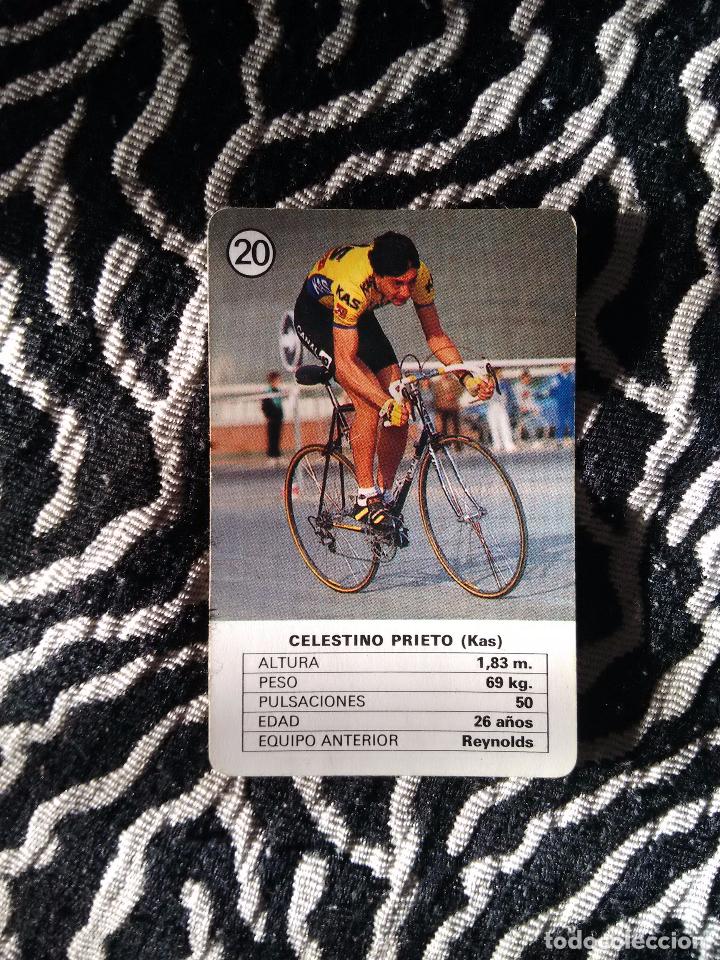 20
KAS
CELESTINO PRIETO (Kas)
ALTURA 1,83 m.
PESO 69 kg.
PULSACIONES 50
EDAD 26 años
EQUIPO ANTERIOR Reynolds
todocoleccion